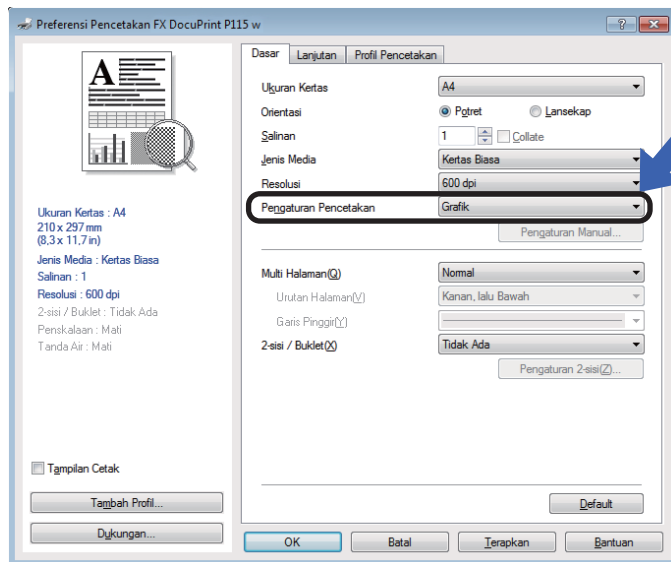 Preferensi Pencetakan FX DocuPrint P115 w
Dasar Lanjutan Profil Pencetakan
Ukuran Kertas A4
Orientasi Potret Lansekap
Salinan 1 Collate
Jenis Media Kertas Biasa
Resolusi 600 dpi
Pengaturan Pencetakan Grafik
Pengaturan Manual...
Multi Halaman(Q) Normal
Urutan Halaman(V) Kanan, lalu Bawah
Garis Pinggir(Y)
2-sisi / Buklet(X) Tidak Ada
Pengaturan 2-sisi(Z)...
A
Ukuran Kertas : A4
210 x 297 mm
(8,3 x 11,7 in)
Jenis Media : Kertas Biasa
Salinan : 1
Resolusi : 600 dpi
2-sisi / Buklet : Tidak Ada
Penskalaan : Mati
Tanda Air : Mati
Tampilan Cetak
Tambah Profil...
Dukungan...
Default
OK Batal Terapkan Bantuan